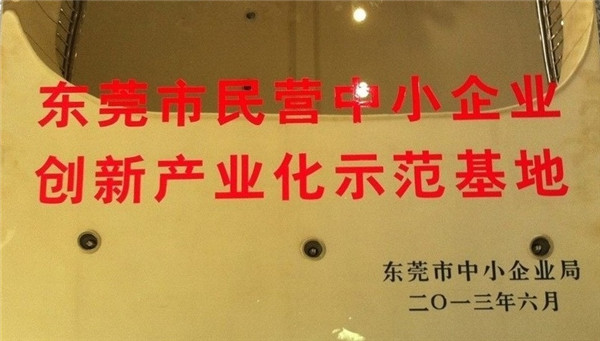 东莞市民营中小企业
创新产业化示范基地
东莞市中小企业局
二〇一三年六月